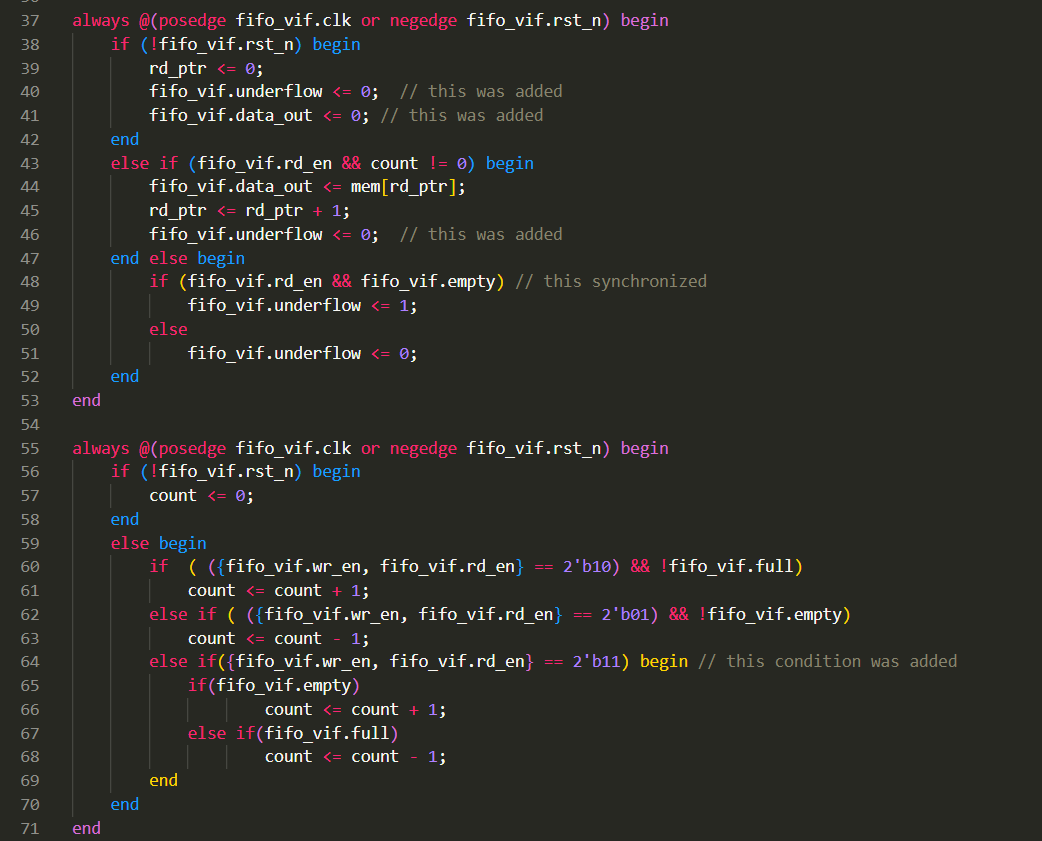 37 always @(posedge fifo_vif.clk or negedge fifo_vif.rst_n) begin
38 if (!fifo_vif.rst_n) begin
39 rd_ptr <= 0;
40 fifo_vif.underflow <= 0; // this was added
41 fifo_vif.data_out <= 0; // this was added
42 end
43 else if (fifo_vif.rd_en && count != 0) begin
44 fifo_vif.data_out <= mem[rd_ptr];
45 rd_ptr <= rd_ptr + 1;
46 fifo_vif.underflow <= 0; // this was added
47 end else begin
48 if (fifo_vif.rd_en && fifo_vif.empty) // this synchronized
49 fifo_vif.underflow <= 1;
50 else
51 fifo_vif.underflow <= 0;
52 end
53 end
54
55 always @(posedge fifo_vif.clk or negedge fifo_vif.rst_n) begin
56 if (!fifo_vif.rst_n) begin
57 count <= 0;
58 end
59 else begin
60 if ( ({fifo_vif.wr_en, fifo_vif.rd_en} == 2'b10) && !fifo_vif.full)
61 count <= count + 1;
62 else if ( ({fifo_vif.wr_en, fifo_vif.rd_en} == 2'b01) && !fifo_vif.empty)
63 count <= count - 1;
64 else if({fifo_vif.wr_en, fifo_vif.rd_en} == 2'b11) begin // this condition was added
65 if(fifo_vif.empty)
66 count <= count + 1;
67 else if(fifo_vif.full)
68 count <= count - 1;
69 end
70 end
71 end